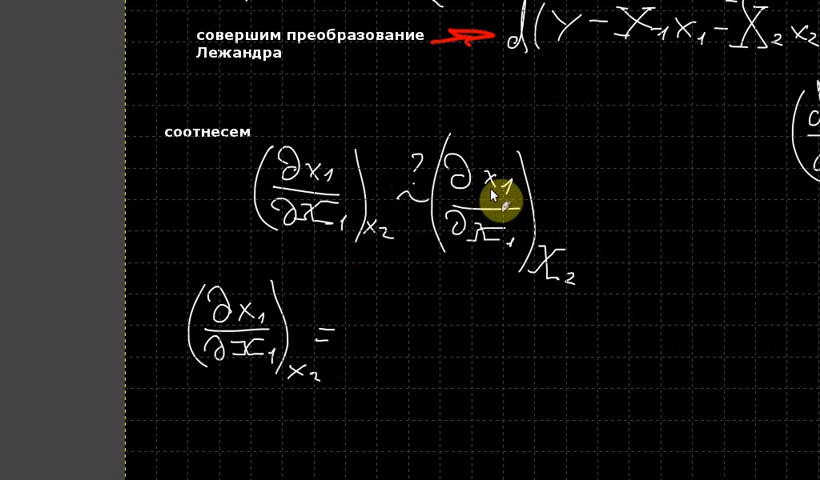 совершим преобразование
Лежандра
d(Y - X₁x₁ - X₂x₂
соотнесем
(∂x₁/∂X₁)x₂ ?~ (∂x₁/∂X₁)X₂
(∂x₁/∂X₁)x₂ =